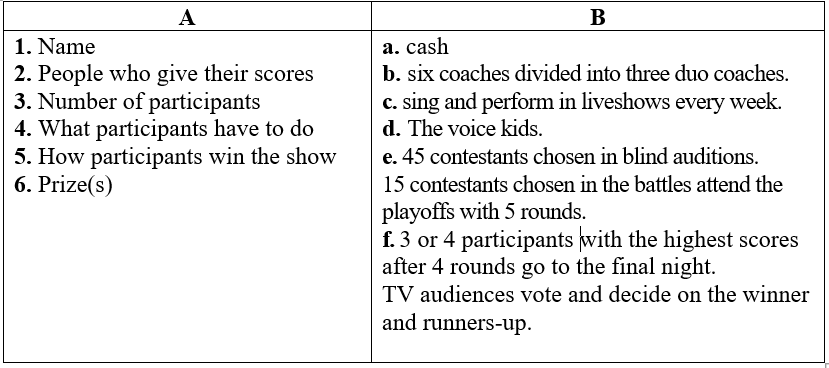 A
B
1. Name
2. People who give their scores
3. Number of participants
4. What participants have to do
5. How participants win the show
6. Prize(s)
a. cash
b. six coaches divided into three duo coaches.
c. sing and perform in liveshows every week.
d. The voice kids.
e. 45 contestants chosen in blind auditions.
15 contestants chosen in the battles attend the
playoffs with 5 rounds.
f. 3 or 4 participants with the highest scores
after 4 rounds go to the final night.
TV audiences vote and decide on the winner
and runners-up.